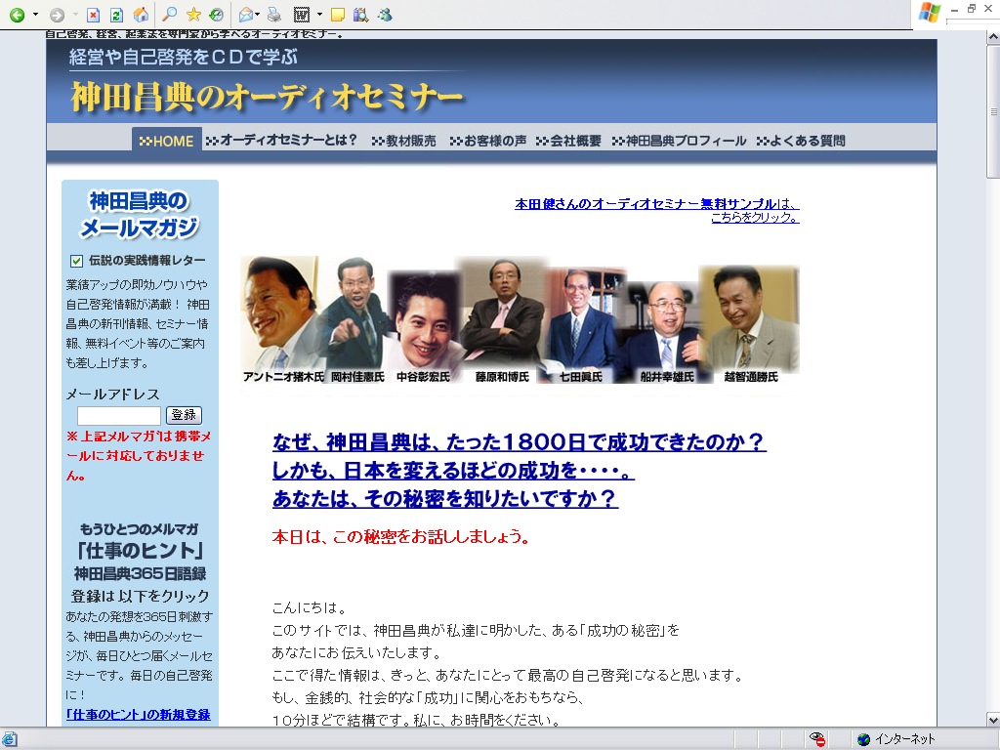 自己啓発、経営、起業法を専門家から学べるオーディオセミナー。
経営や自己啓発をＣＤで学ぶ
神田昌典のオーディオセミナー
HOME オーディオセミナーとは？ 教材販売 お客様の声 会社概要 神田昌典プロフィール よくある質問
神田昌典の
メールマガジ
伝説の実践情報レター
業績アップの即効ノウハウや
自己啓発情報が満載！ 神田
昌典の新刊情報、セミナー情
報、無料イベント等のご案内
も差し上げます。
メールアドレス
登録
※上記メルマガは携帯メ
ールに対応しておりませ
ん。
もうひとつのメルマガ
「仕事のヒント」
神田昌典365日語録
登録は以下をクリック
あなたの発想を365日刺激す
る、神田昌典からのメッセー
ジが、毎日ひとつ届くメールセ
ミナーです。毎日の自己啓発
に！
「仕事のヒント」の新規登録
本田健さんのオーディオセミナー無料サンプルは、
こちらをクリック。
アントニオ猪木氏 岡村佳憲氏 中谷彰宏氏 藤原和博氏 七田眞氏 船井幸雄氏 越智通勝氏
なぜ、神田昌典は、たった１８００日で成功できたのか？
しかも、日本を変えるほどの成功を・・・・。
あなたは、その秘密を知りたいですか？
本日は、この秘密をお話ししましょう。
こんにちは。
このサイトでは、神田昌典が私達に明かした、ある「成功の秘密」を
あなたにお伝えいたします。
ここで得た情報は、きっと、あなたにとって最高の自己啓発になると思います。
もし、金銭的、社会的な「成功」に関心をおもちなら、
１０分ほどで結構です。私に、お時間をください。
インターネット